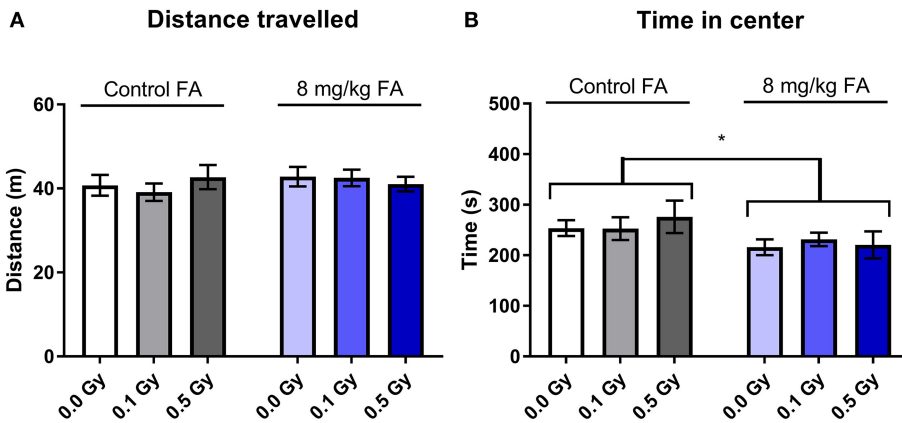 A Distance travelled
Control FA 8 mg/kg FA
Distance (m)
60
40
20
0
0.0 Gy 0.1 Gy 0.5 Gy 0.0 Gy 0.1 Gy 0.5 Gy
B Time in center
Control FA 8 mg/kg FA
*
Time (s)
500
400
300
200
100
0
0.0 Gy 0.1 Gy 0.5 Gy 0.0 Gy 0.1 Gy 0.5 Gy